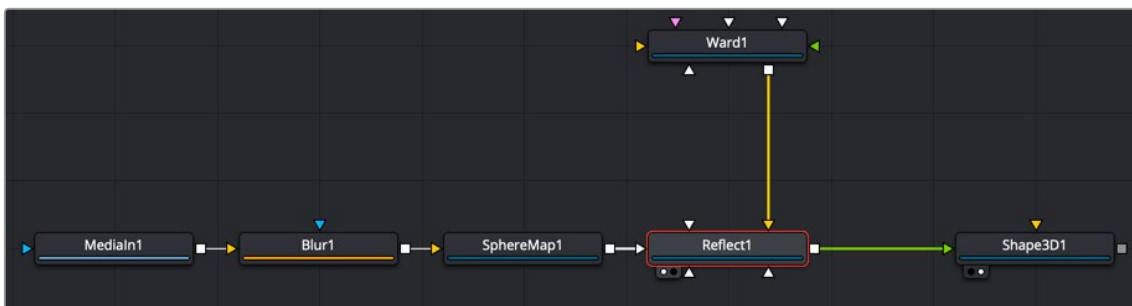 Ward1
MediaIn1
Blur1
SphereMap1
Reflect1
Shape3D1